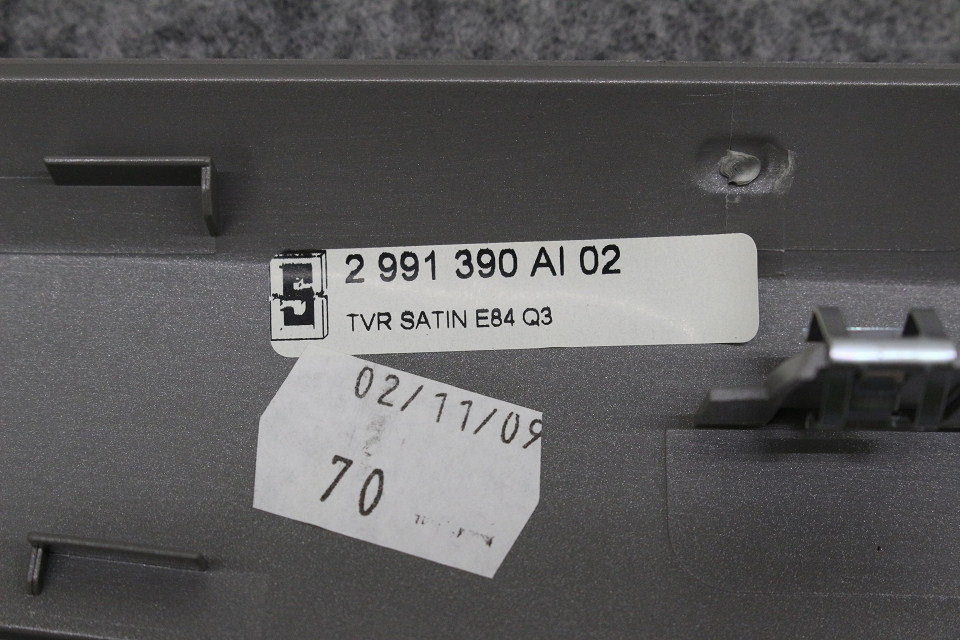 2 991 390 AI 02
TVR SATIN E84 Q3
02/11/09
70